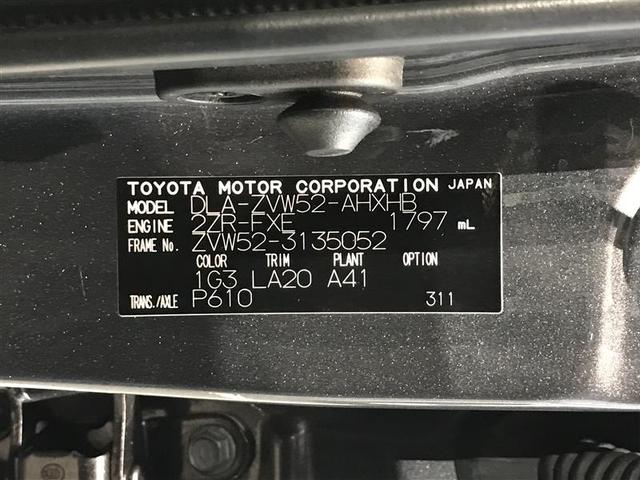 TOYOTA MOTOR CORPORATION JAPAN
MODEL DLA-ZVW52-AHXHB
ENGINE 2ZR-FXE 1797 mL
FRAME No. ZVW52-3135052
COLOR TRIM PLANT OPTION
1G3 LA20 A41
TRANS./AXLE P610 311